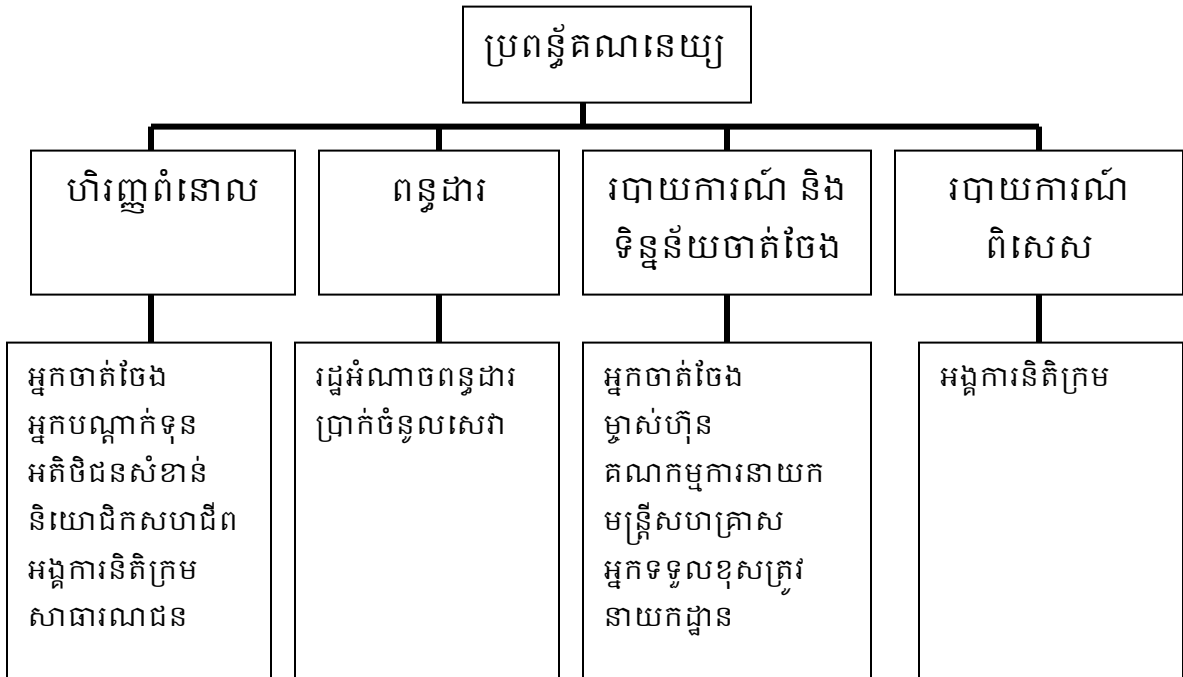 ប្រពន្ធ័គណនេយ្យ
ហិរញ្ញពំនោល
ពន្ធដារ
របាយការណ៍ និង
ទិន្នន័យចាត់ចែង
របាយការណ៍
ពិសេស
អ្នកចាត់ចែង
អ្នកបណ្តាក់ទុន
អតិថិជនសំខាន់
និយោជិកសហជីព
អង្គការនិតិក្រម
សាធារណជន
រដ្ឋអំណាចពន្ធដារ
ប្រាក់ចំនូលសេវា
អ្នកចាត់ចែង
ម្ចាស់ហ៊ុន
គណកម្មការនាយក
មន្ត្រីសហគ្រាស
អ្នកទទួលខុសត្រូវ
នាយកដ្ឋាន
អង្គការនិតិក្រម